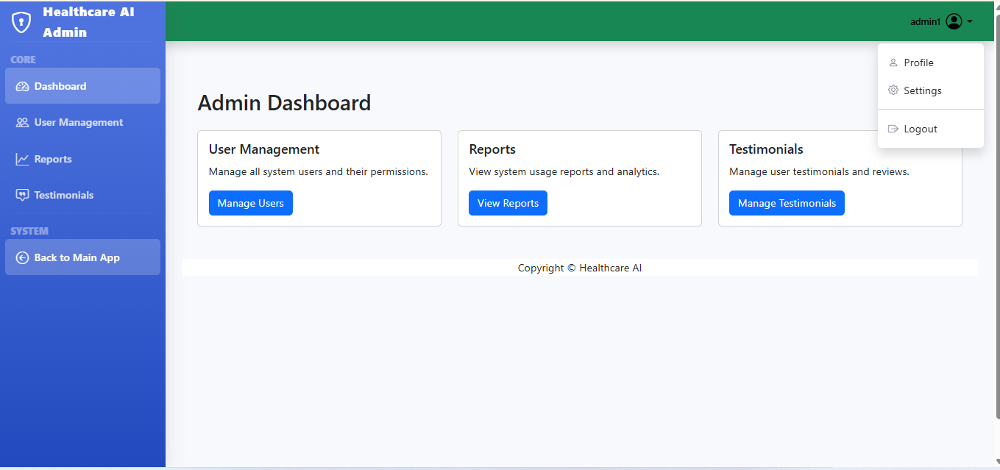 Healthcare AI
Admin
CORE
Dashboard
User Management
Reports
Testimonials
SYSTEM
Back to Main App
admin1
Profile
Settings
Logout
Admin Dashboard
User Management
Manage all system users and their permissions.
Manage Users
Reports
View system usage reports and analytics.
View Reports
Testimonials
Manage user testimonials and reviews.
Manage Testimonials
Copyright © Healthcare AI